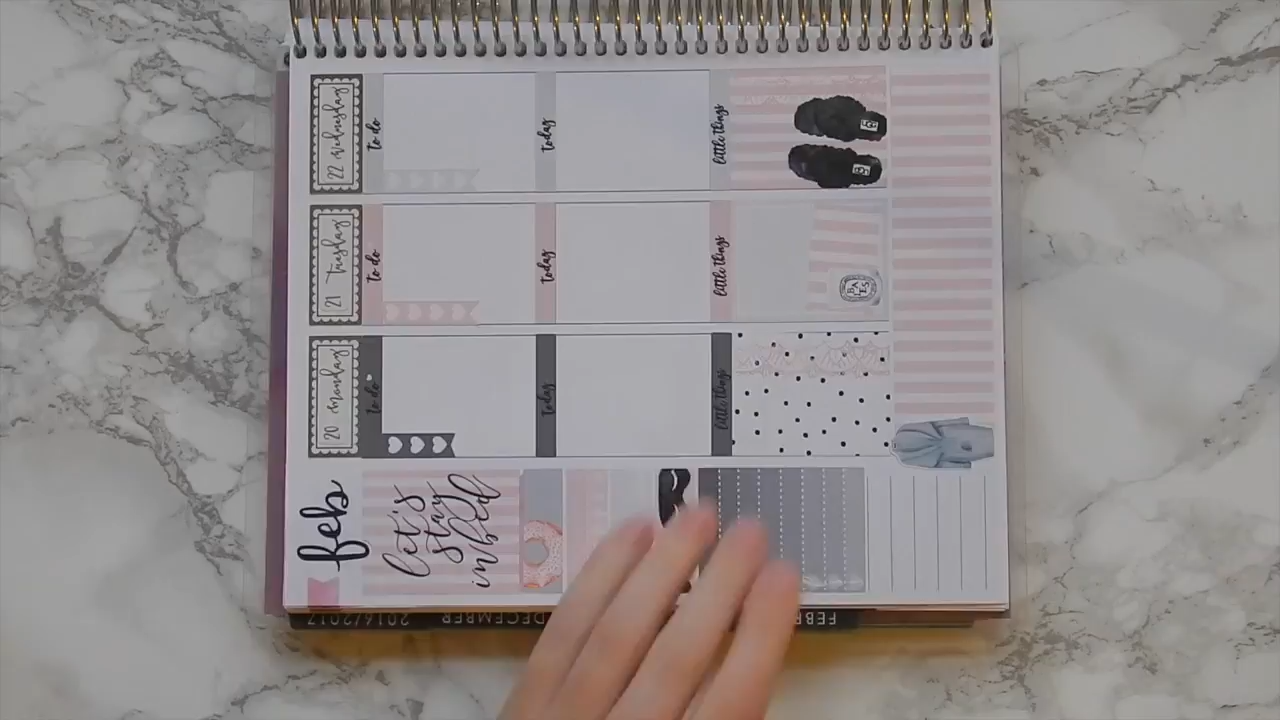 feb
let's
stay
in bed
20 monday
to do
today
little things
21 tuesday
to do
today
little things
22 wednesday
to do
today
little things
2016/2017
DECEMBER